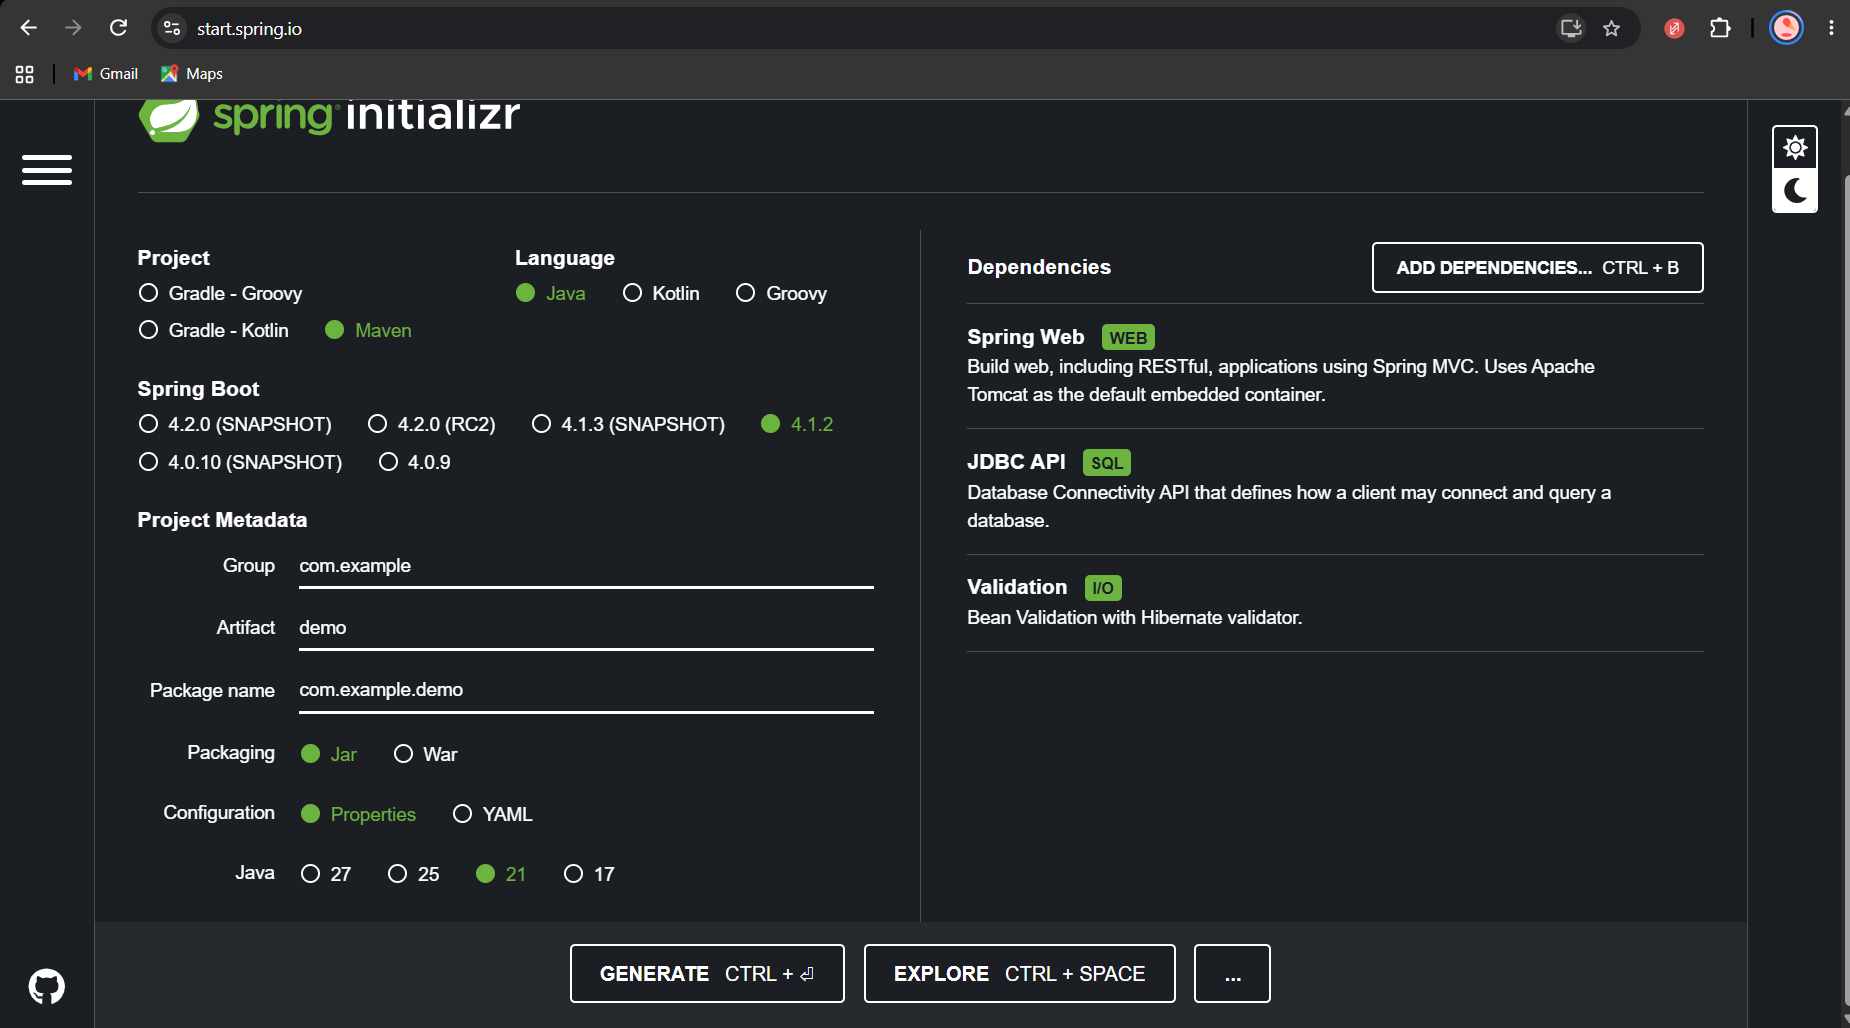 start.spring.io
Gmail Maps
spring initializr
Project
Gradle - Groovy
Gradle - Kotlin Maven
Language
Java Kotlin Groovy
Spring Boot
4.2.0 (SNAPSHOT) 4.2.0 (RC2) 4.1.3 (SNAPSHOT) 4.1.2
4.0.10 (SNAPSHOT) 4.0.9
Project Metadata
Group com.example
Artifact demo
Package name com.example.demo
Packaging Jar War
Configuration Properties YAML
Java 27 25 21 17
Dependencies ADD DEPENDENCIES... CTRL + B
Spring Web WEB
Build web, including RESTful, applications using Spring MVC. Uses Apache
Tomcat as the default embedded container.
JDBC API SQL
Database Connectivity API that defines how a client may connect and query a
database.
Validation I/O
Bean Validation with Hibernate validator.
GENERATE CTRL + ⏎ EXPLORE CTRL + SPACE ...